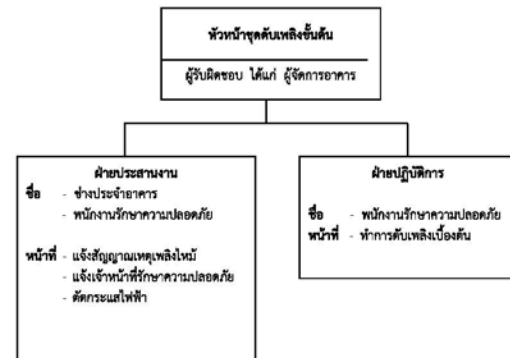 หัวหน้าชุดดับเพลิงขั้นต้น
ผู้รับผิดชอบ ได้แก่ ผู้จัดการอาคาร
ฝ่ายประสานงาน
ชื่อ - ช่างประจำอาคาร
- พนักงานรักษาความปลอดภัย
หน้าที่ - แจ้งสัญญาณเหตุเพลิงไหม้
- แจ้งเจ้าหน้าที่รักษาความปลอดภัย
- ตัดกระแสไฟฟ้า
ฝ่ายปฏิบัติการ
ชื่อ - พนักงานรักษาความปลอดภัย
หน้าที่ - ทำการดับเพลิงเบื้องต้น